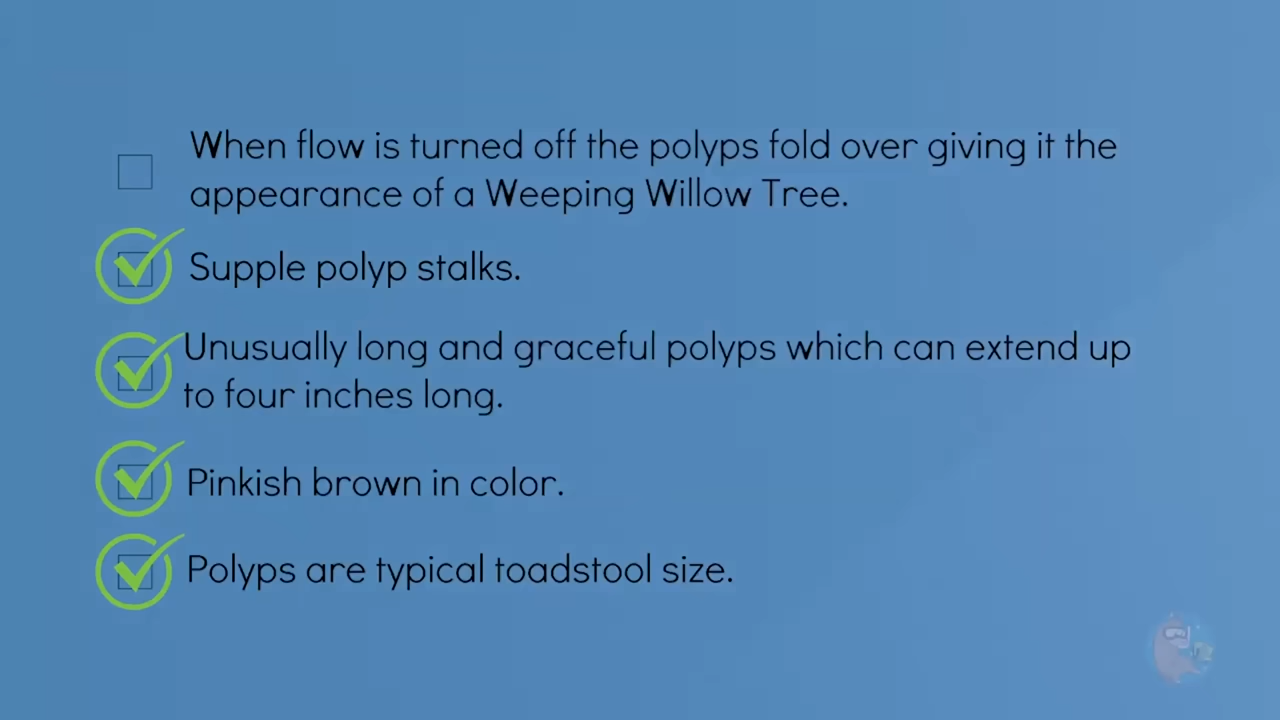 When flow is turned off the polyps fold over giving it the
appearance of a Weeping Willow Tree.
Supple polyp stalks.
Unusually long and graceful polyps which can extend up
to four inches long.
Pinkish brown in color.
Polyps are typical toadstool size.